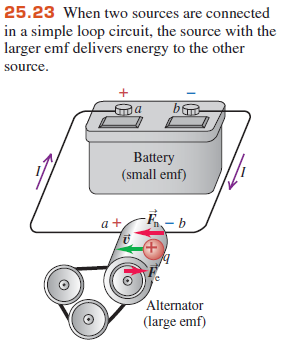 25.23 When two sources are connected
in a simple loop circuit, the source with the
larger emf delivers energy to the other
source.
+ −
a b
Battery
(small emf)
I I
a + F⃗n − b
v⃗ +
q
F⃗e
Alternator
(large emf)